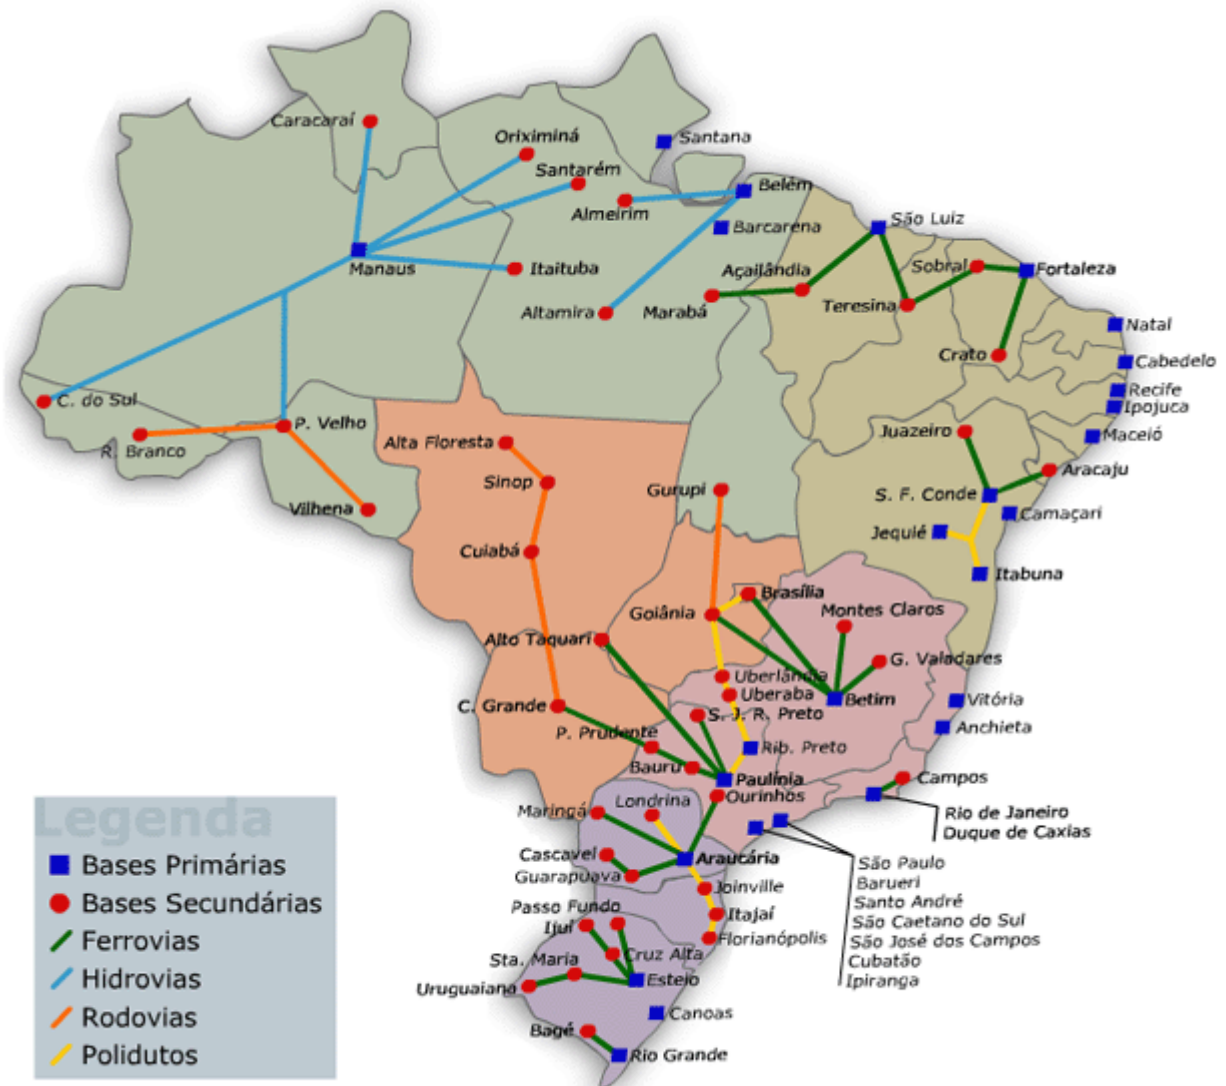 Caracaraí
Oriximiná
Santarém
Almeirim
Santana
Belém
Barcarena
Manaus
Itaituba
Altamira
Marabá
Açailândia
São Luiz
Sobral
Fortaleza
Teresina
Crato
Natal
Cabedelo
Recife
Ipojuca
Maceió
C. do Sul
R. Branco
P. Velho
Vilhena
Alta Floresta
Sinop
Cuiabá
Gurupi
Juazeiro
Aracaju
S. F. Conde
Camaçari
Jequié
Itabuna
Goiânia
Brasília
Montes Claros
Alto Taquari
G. Valadares
Uberlândia
Uberaba
Betim
Vitória
Anchieta
C. Grande
S. J. R. Preto
P. Prudente
Rib. Preto
Bauru
Paulínia
Campos
Ourinhos
Rio de Janeiro
Duque de Caxias
Maringá
Londrina
Cascavel
Guarapuava
Araucária
São Paulo
Barueri
Santo André
São Caetano do Sul
São José dos Campos
Cubatão
Ipiranga
Joinville
Itajaí
Florianópolis
Passo Fundo
Ijuí
Cruz Alta
Sta. Maria
Uruguaiana
Esteio
Canoas
Bagé
Rio Grande
Legenda
Bases Primárias
Bases Secundárias
Ferrovias
Hidrovias
Rodovias
Polidutos